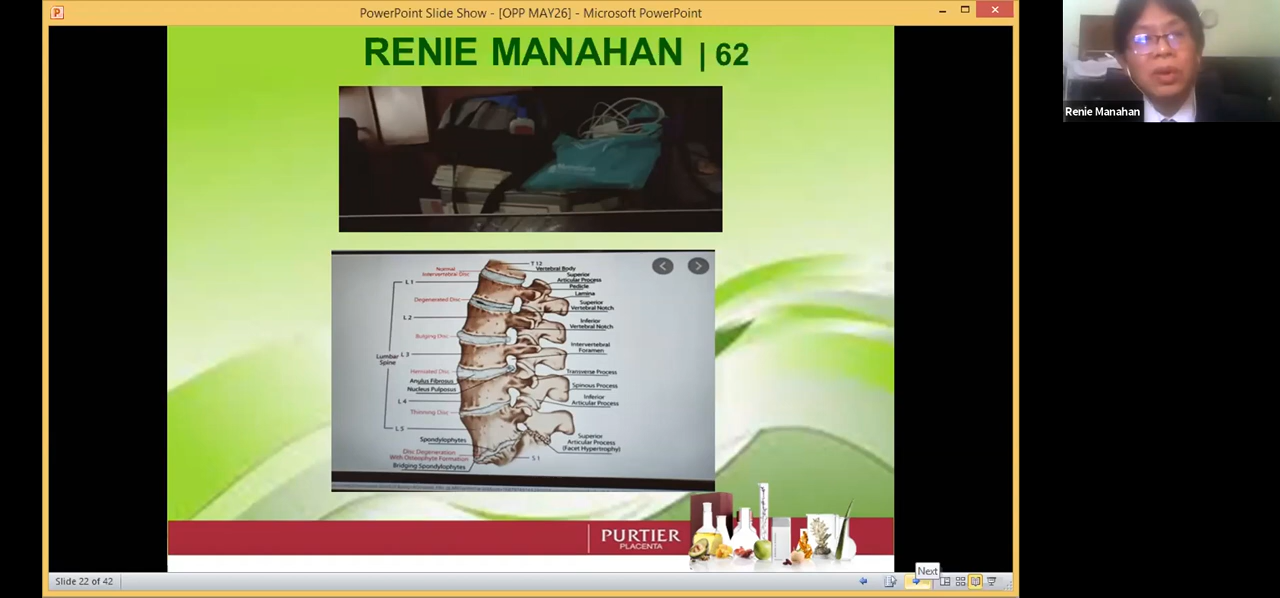 PowerPoint Slide Show - [OPP MAY26] - Microsoft PowerPoint
RENIE MANAHAN | 62
Renie Manahan
T 12
Normal
Intervertebral Disc
Vertebral Body
Superior
Articular Process
Pedicle
Lamina
L 1
Degenerated Disc
Superior
Vertebral Notch
L 2
Inferior
Vertebral Notch
Bulging Disc
Intervertebral
Foramen
Lumbar
Spine
L 3
Herniated Disc
Transverse Process
Anulus Fibrosus
Nucleus Pulposus
Spinous Process
Inferior
Articular Process
L 4
Thinning Disc
L 5
Spondylophytes
Superior
Articular Process
(Facet Hypertrophy)
Disc Degeneration
With Osteophyte Formation
S 1
Bridging Spondylophytes
PURTIER
PLACENTA
Next
Slide 22 of 42